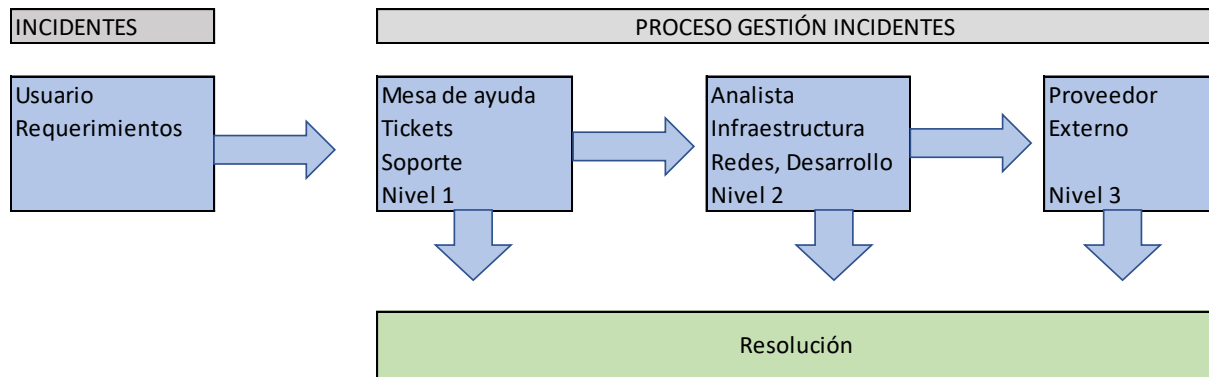 INCIDENTES
PROCESO GESTIÓN INCIDENTES
Usuario
Requerimientos
Mesa de ayuda
Tickets
Soporte
Nivel 1
Analista
Infraestructura
Redes, Desarrollo
Nivel 2
Proveedor
Externo
Nivel 3
Resolución